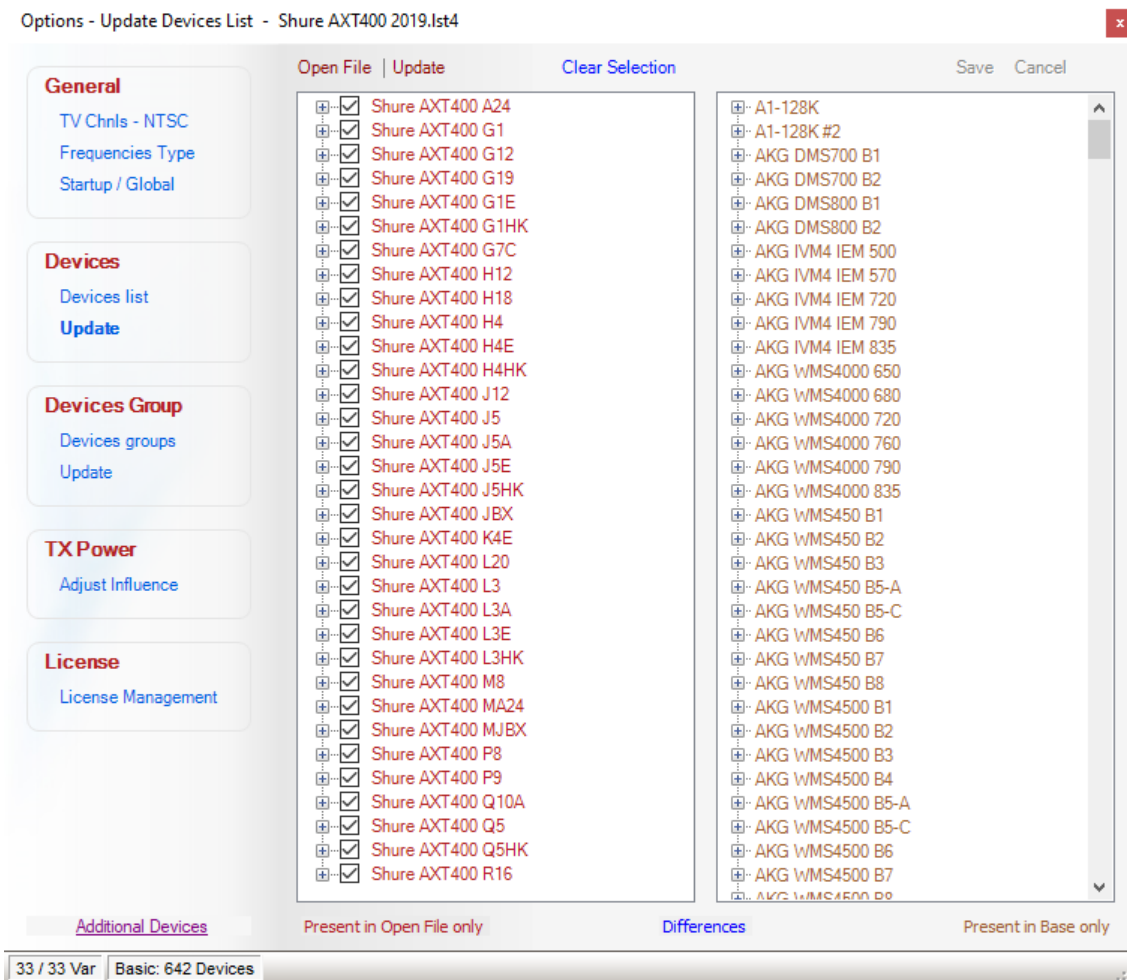 Options - Update Devices List - Shure AXT400 2019.lst4
x
General
TV Chnls - NTSC
Frequencies Type
Startup / Global
Devices
Devices list
Update
Devices Group
Devices groups
Update
TX Power
Adjust Influence
License
License Management
Additional Devices
Open File | Update
Clear Selection
Save Cancel
Shure AXT400 A24
Shure AXT400 G1
Shure AXT400 G12
Shure AXT400 G19
Shure AXT400 G1E
Shure AXT400 G1HK
Shure AXT400 G7C
Shure AXT400 H12
Shure AXT400 H18
Shure AXT400 H4
Shure AXT400 H4E
Shure AXT400 H4HK
Shure AXT400 J12
Shure AXT400 J5
Shure AXT400 J5A
Shure AXT400 J5E
Shure AXT400 J5HK
Shure AXT400 JBX
Shure AXT400 K4E
Shure AXT400 L20
Shure AXT400 L3
Shure AXT400 L3A
Shure AXT400 L3E
Shure AXT400 L3HK
Shure AXT400 M8
Shure AXT400 MA24
Shure AXT400 MJBX
Shure AXT400 P8
Shure AXT400 P9
Shure AXT400 Q10A
Shure AXT400 Q5
Shure AXT400 Q5HK
Shure AXT400 R16
A1-128K
A1-128K #2
AKG DMS700 B1
AKG DMS700 B2
AKG DMS800 B1
AKG DMS800 B2
AKG IVM4 IEM 500
AKG IVM4 IEM 570
AKG IVM4 IEM 720
AKG IVM4 IEM 790
AKG IVM4 IEM 835
AKG WMS4000 650
AKG WMS4000 680
AKG WMS4000 720
AKG WMS4000 760
AKG WMS4000 790
AKG WMS4000 835
AKG WMS450 B1
AKG WMS450 B2
AKG WMS450 B3
AKG WMS450 B5-A
AKG WMS450 B5-C
AKG WMS450 B6
AKG WMS450 B7
AKG WMS450 B8
AKG WMS4500 B1
AKG WMS4500 B2
AKG WMS4500 B3
AKG WMS4500 B4
AKG WMS4500 B5-A
AKG WMS4500 B5-C
AKG WMS4500 B6
AKG WMS4500 B7
AKG WMS4500 B8
Present in Open File only
Differences
Present in Base only
33 / 33 Var
Basic: 642 Devices